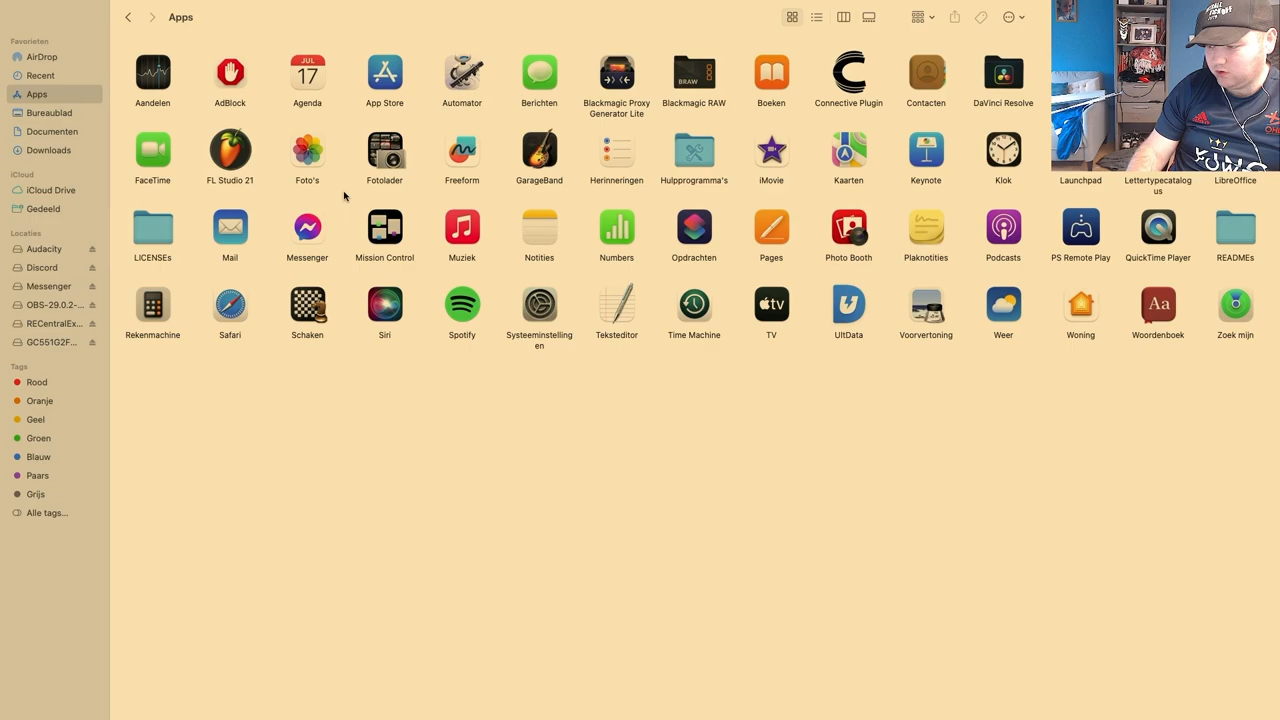 Apps
Favorieten
AirDrop
Recent
Apps
Bureaublad
Documenten
Downloads
iCloud
iCloud Drive
Gedeeld
Locaties
Audacity
Discord
Messenger
OBS-29.0.2-...
RECentralEx...
GC551G2F...
Tags
Rood
Oranje
Geel
Groen
Blauw
Paars
Grijs
Alle tags...
JUL
17
BRAW
Aandelen
AdBlock
Agenda
App Store
Automator
Berichten
Blackmagic Proxy
Generator Lite
Blackmagic RAW
Boeken
Connective Plugin
Contacten
DaVinci Resolve
FaceTime
FL Studio 21
Foto's
Fotolader
Freeform
GarageBand
Herinneringen
Hulpprogramma's
iMovie
Kaarten
Keynote
Klok
Launchpad
Lettertypecatalog
us
LibreOffice
LICENSEs
Mail
Messenger
Mission Control
Muziek
Notities
Numbers
Opdrachten
Pages
Photo Booth
Plaknotities
Podcasts
PS Remote Play
QuickTime Player
READMEs
tv
Aa
Rekenmachine
Safari
Schaken
Siri
Spotify
Systeeminstelling
en
Teksteditor
Time Machine
TV
UltData
Voorvertoning
Weer
Woning
Woordenboek
Zoek mijn